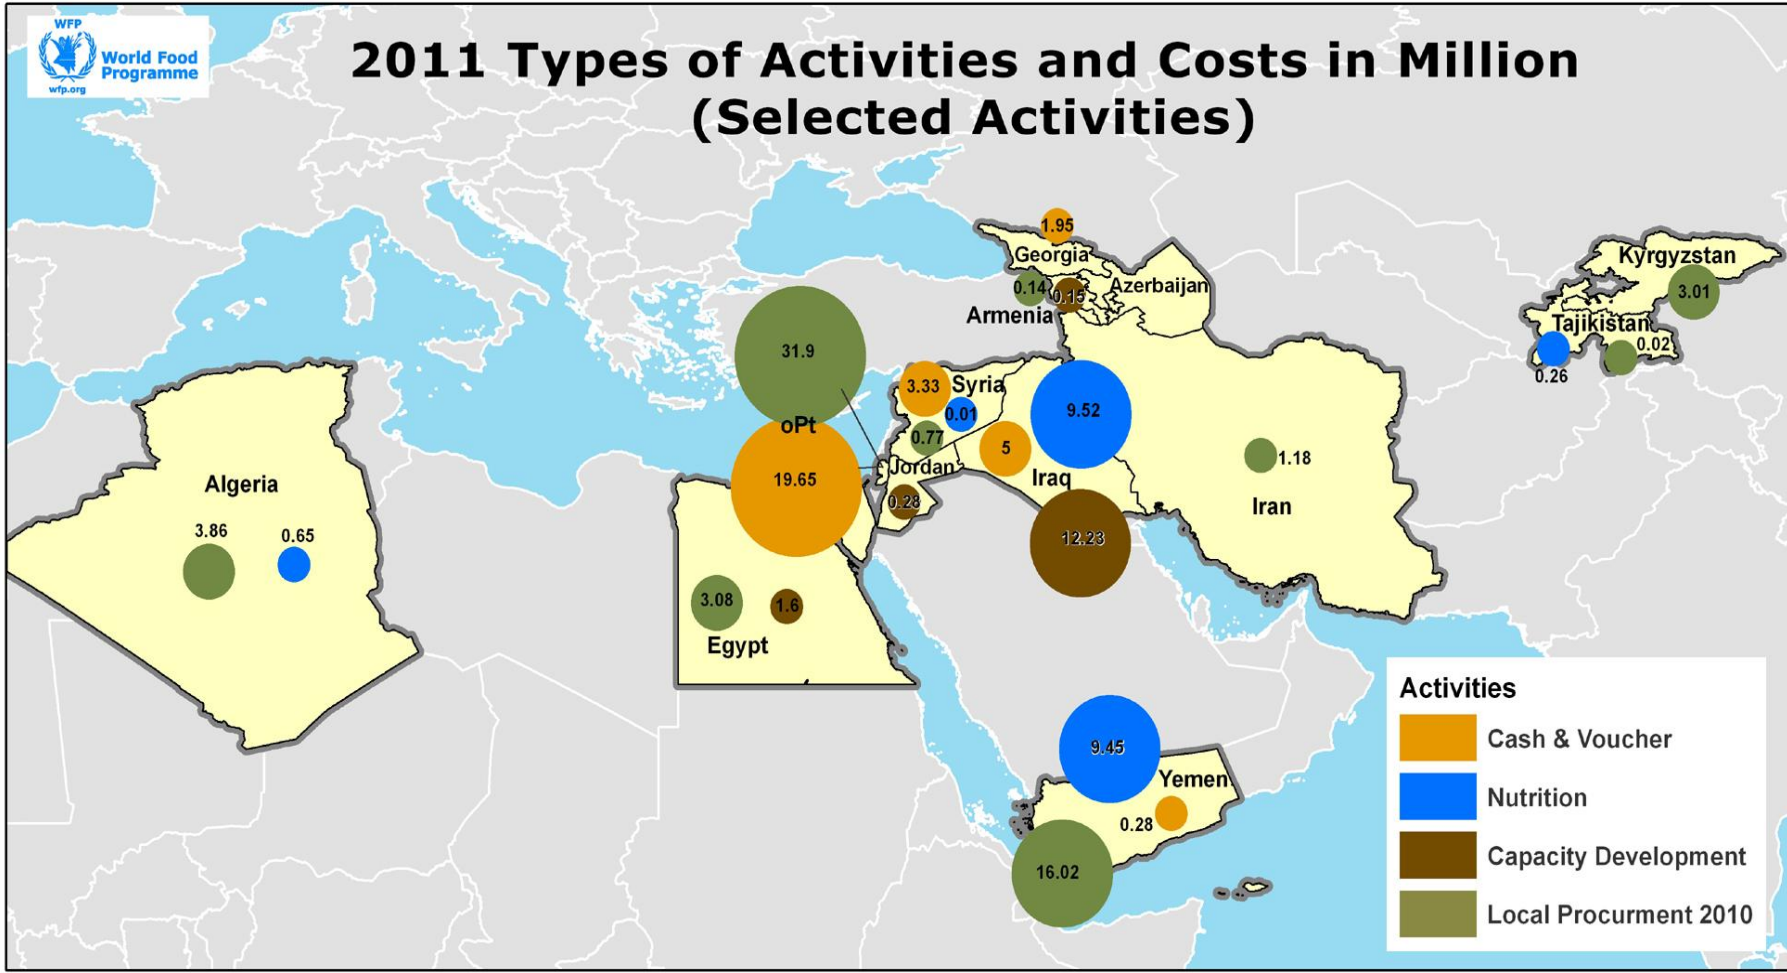 WFP
World Food
Programme
wfp.org
2011 Types of Activities and Costs in Million
(Selected Activities)
1.95
Georgia
Kyrgyzstan
0.14
0.15
Azerbaijan
3.01
Armenia
Tajikistan
0.02
0.26
31.9
oPt
19.65
3.33
Syria
0.01
0.77
9.52
5
Jordan
Iraq
0.28
12.23
1.18
Iran
Algeria
3.86
0.65
3.08
1.6
Egypt
9.45
Yemen
0.28
16.02
Activities
Cash & Voucher
Nutrition
Capacity Development
Local Procurment 2010